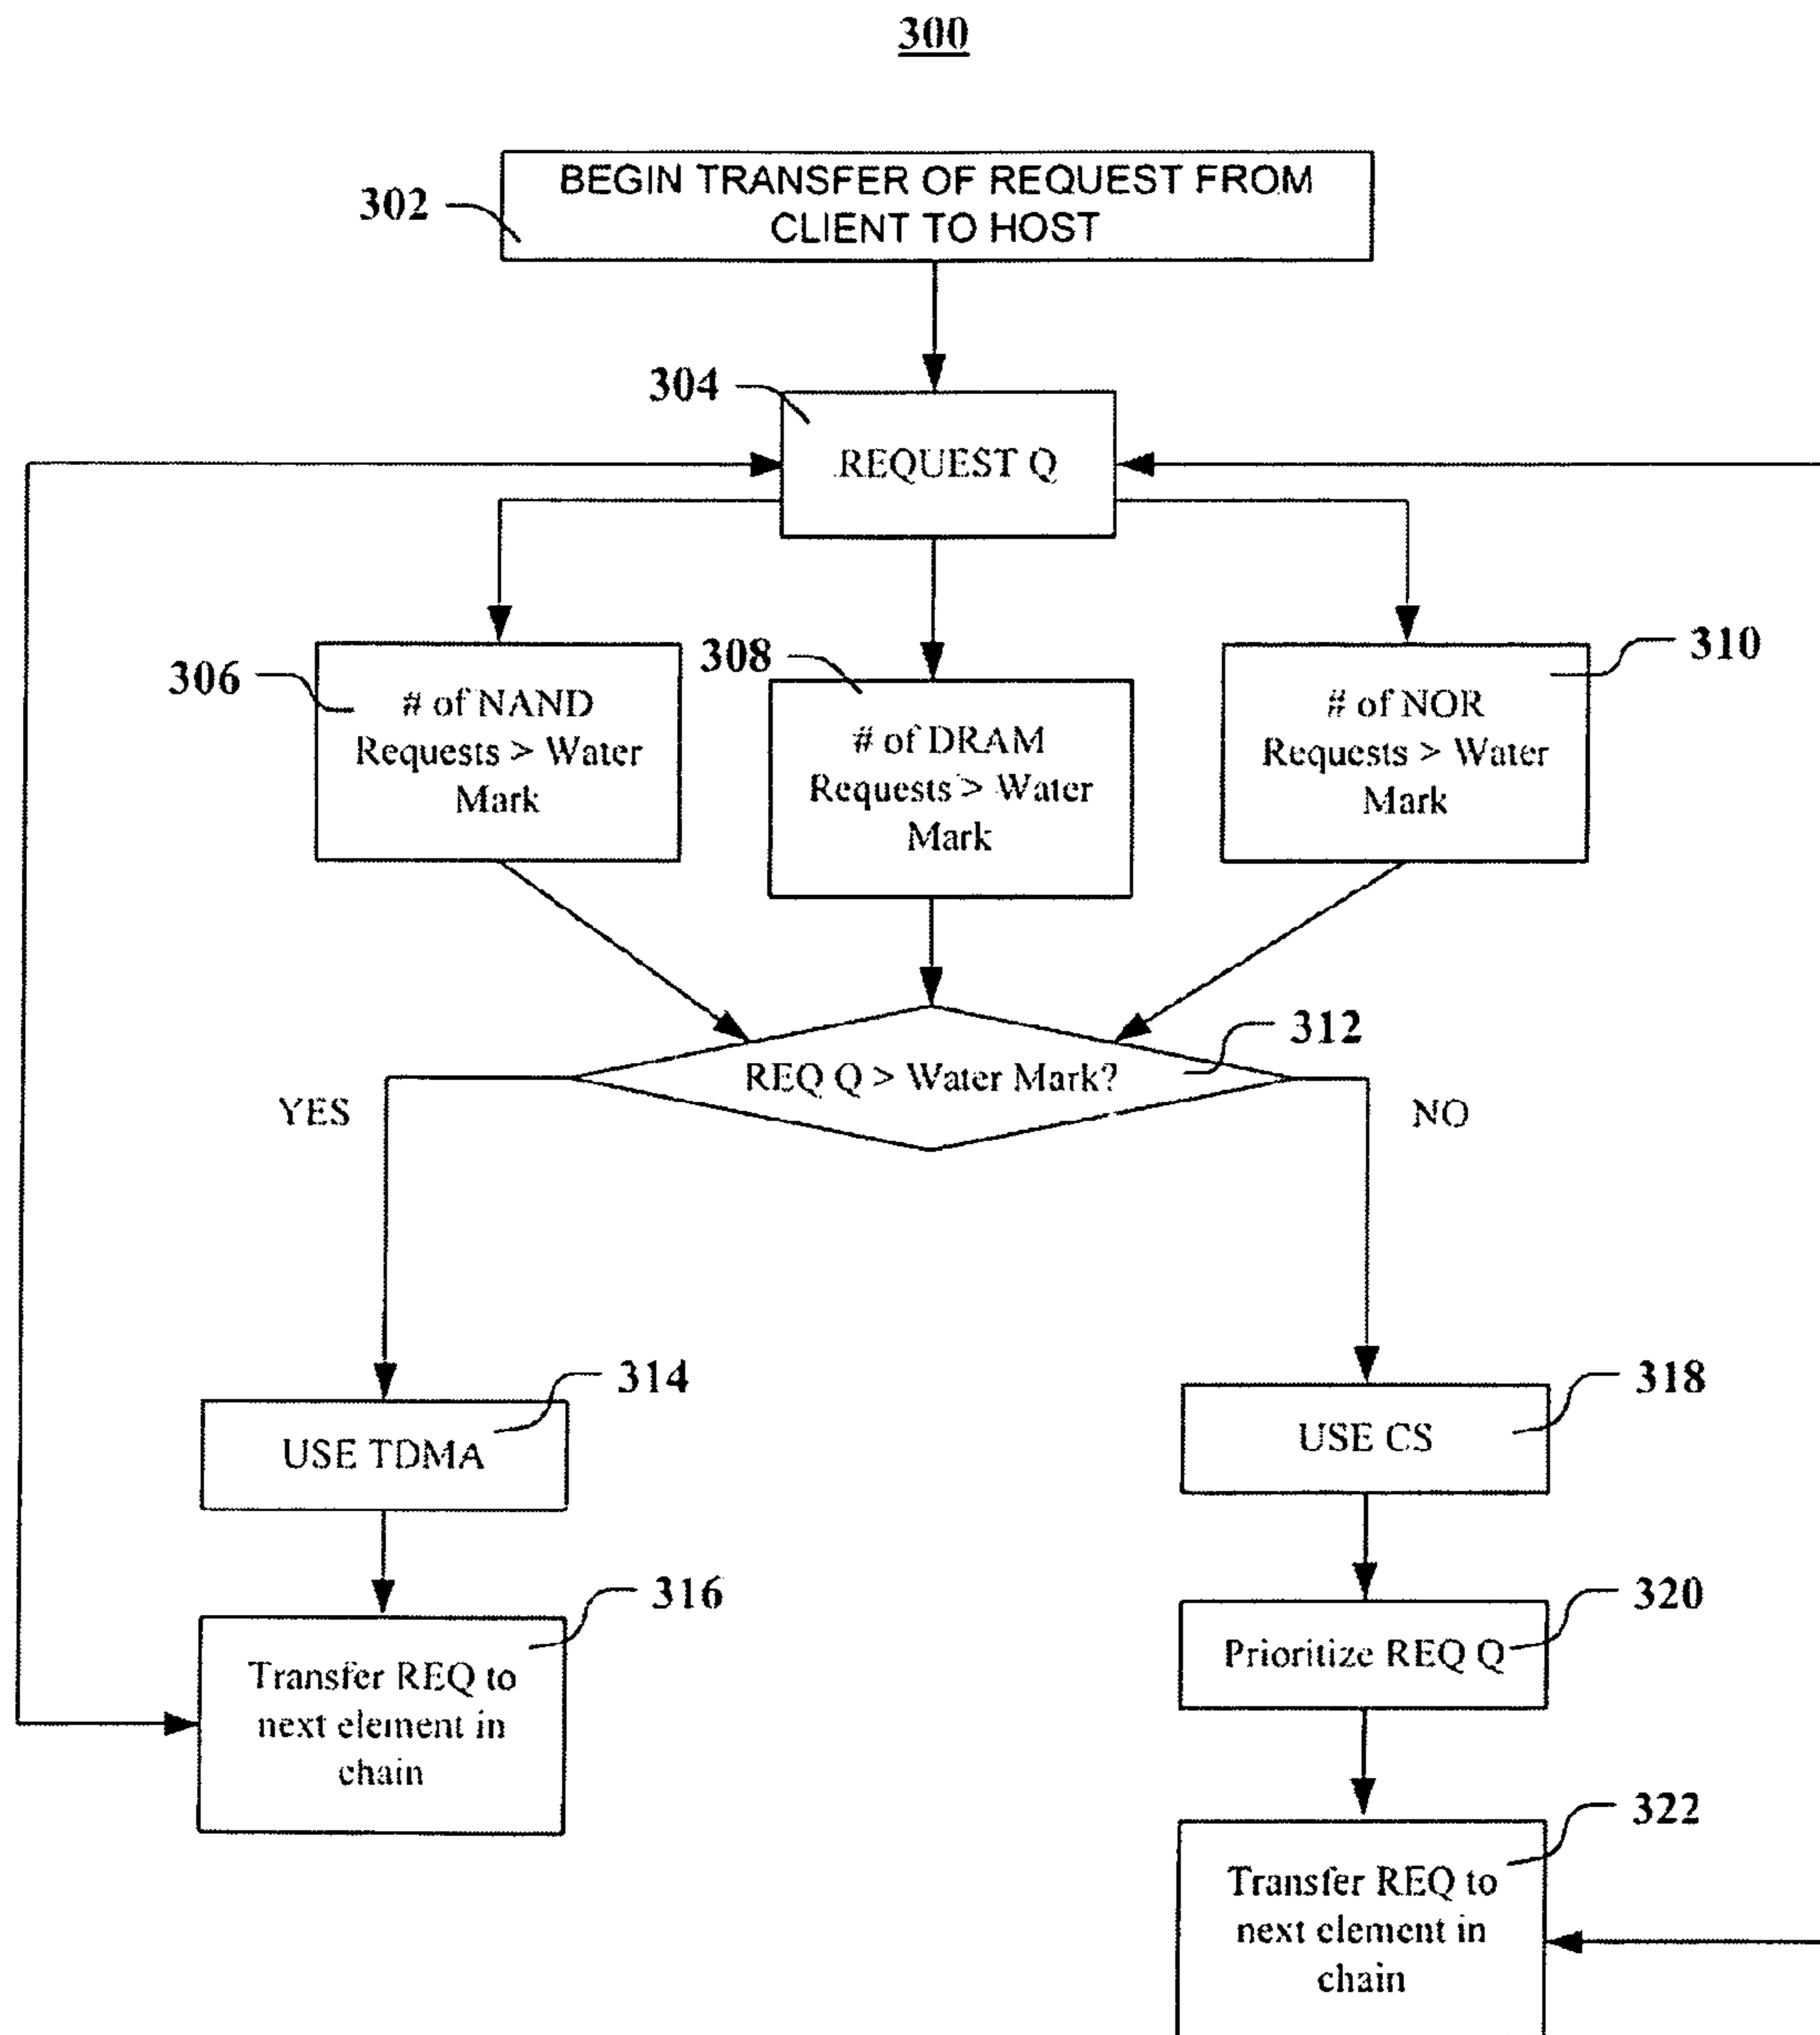 300
BEGIN TRANSFER OF REQUEST FROM
CLIENT TO HOST
302
304
REQUEST Q
306
# of NAND
Requests > Water
Mark
308
# of DRAM
Requests > Water
Mark
310
# of NOR
Requests > Water
Mark
312
REQ Q > Water Mark?
YES
NO
314
USE TDMA
318
USE CS
316
Transfer REQ to
next element in
chain
320
Prioritize REQ Q
322
Transfer REQ to
next element in
chain